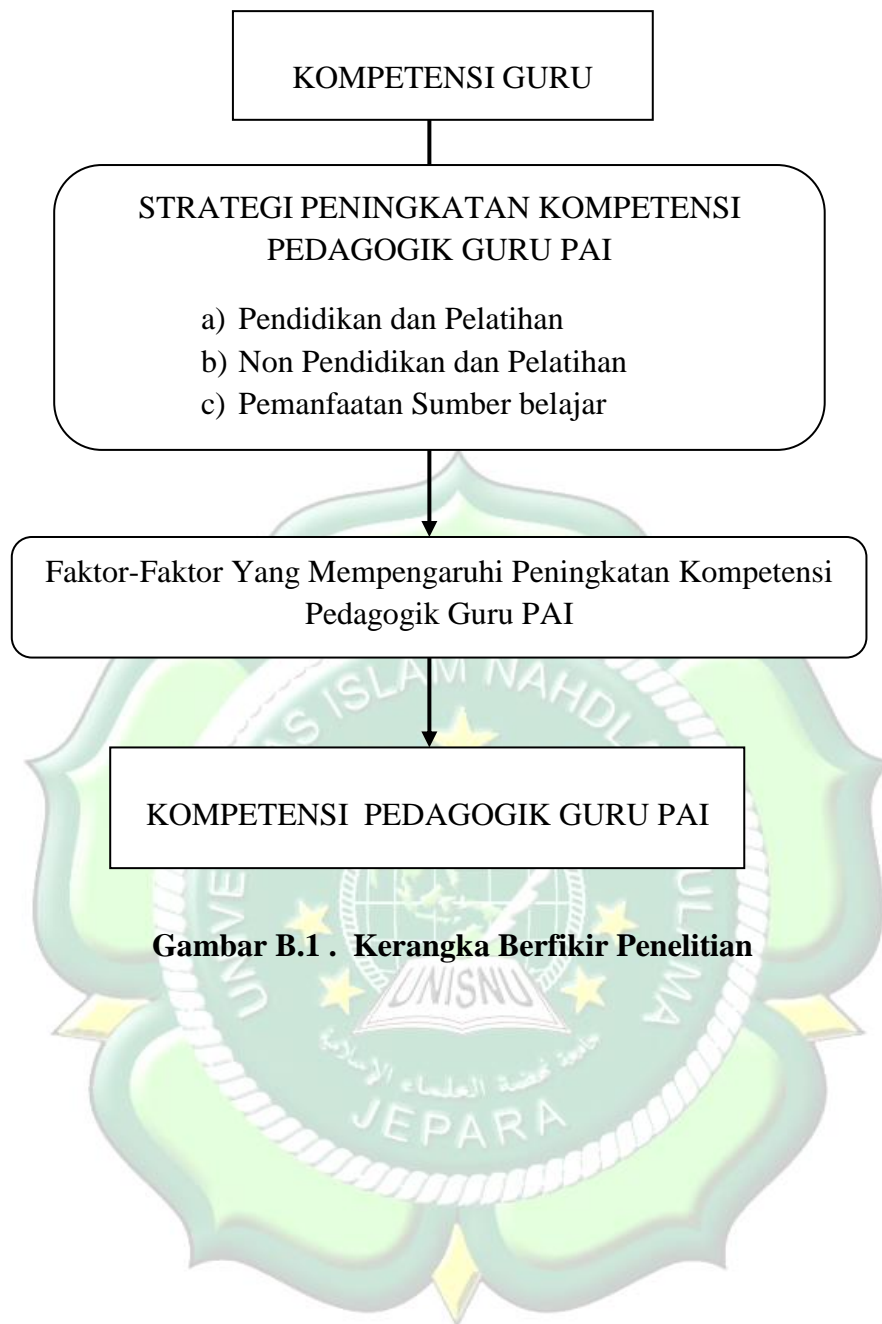 KOMPETENSI GURU
STRATEGI PENINGKATAN KOMPETENSI
PEDAGOGIK GURU PAI
a) Pendidikan dan Pelatihan
b) Non Pendidikan dan Pelatihan
c) Pemanfaatan Sumber belajar
Faktor-Faktor Yang Mempengaruhi Peningkatan Kompetensi
Pedagogik Guru PAI
ISLAM NAHDL
KOMPETENSI PEDAGOGIK GURU PAI
Gambar B.1 . Kerangka Berfikir Penelitian
UNISNU
JEPARA